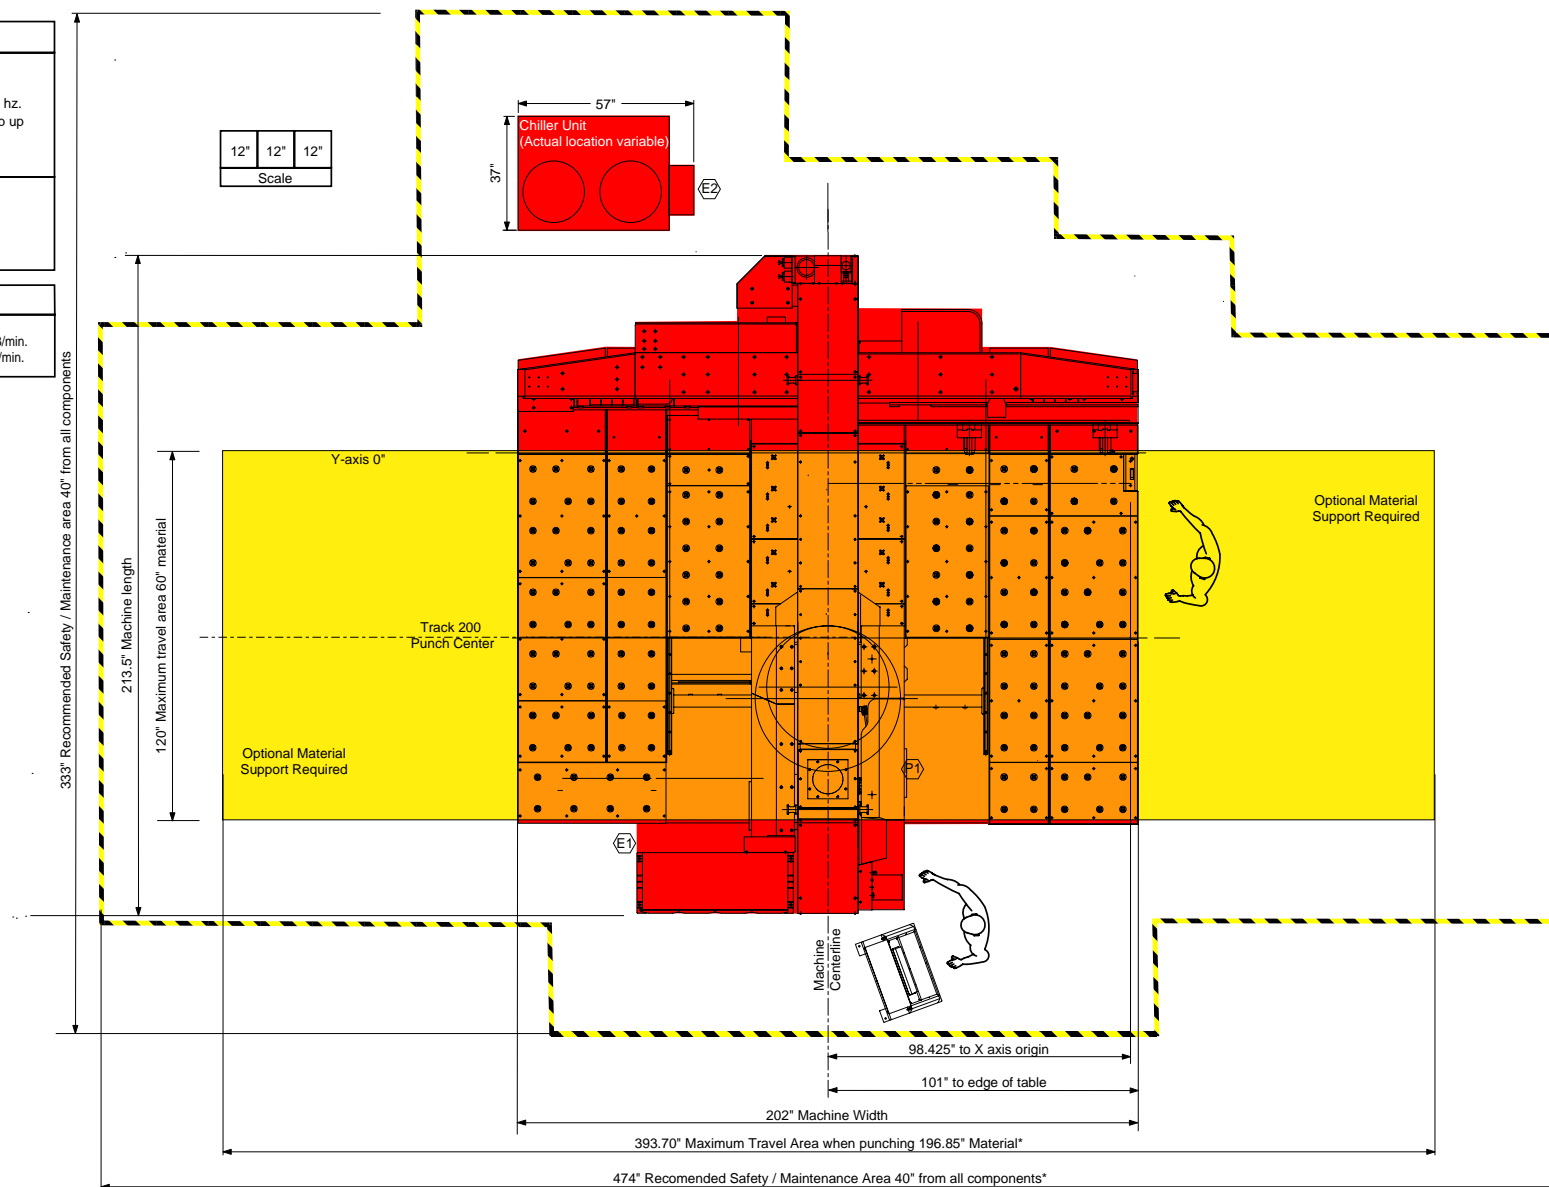 hz.
o up
/min.
/min.
12" 12" 12"
Scale
57"
Chiller Unit
(Actual location variable)
37"
E2
333" Recommended Safety / Maintenance area 40" from all components
213.5" Machine length
120" Maximum travel area 60" material
Y-axis 0"
Optional Material
Support Required
Track 200
Punch Center
Optional Material
Support Required
P1
E1
Machine
Centerline
98.425" to X axis origin
101" to edge of table
202" Machine Width
393.70" Maximum Travel Area when punching 196.85" Material*
474" Recomended Safety / Maintenance Area 40" from all components*